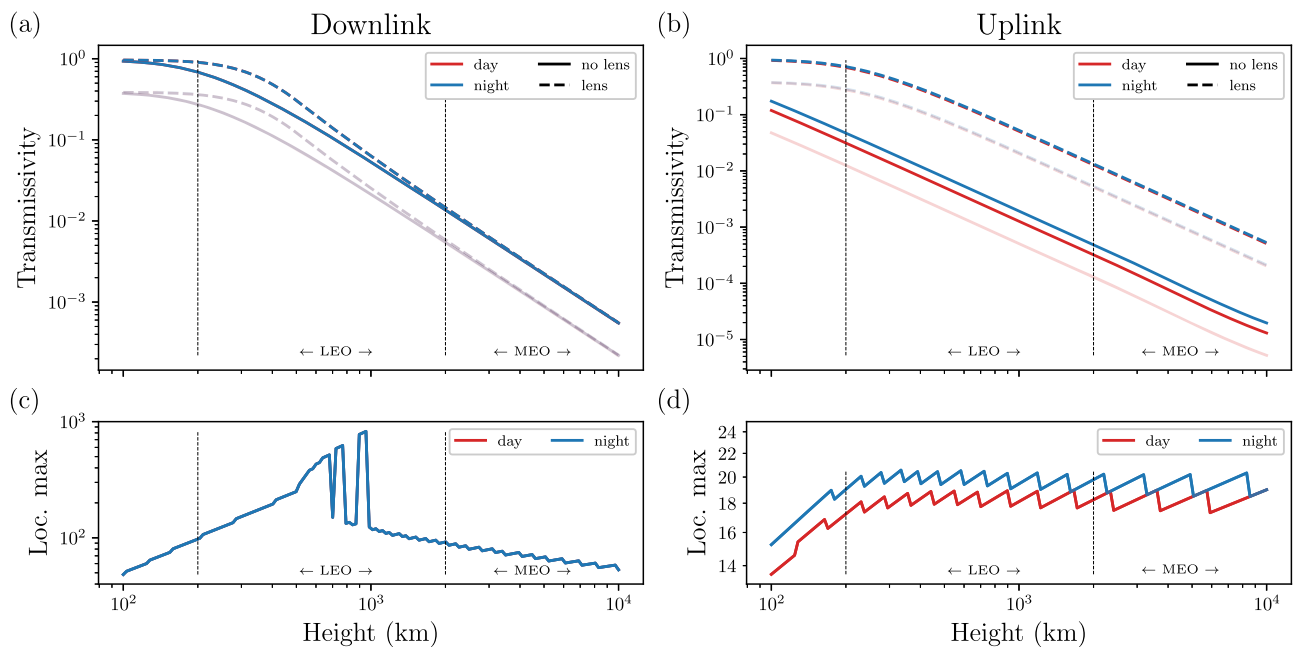 (a) Downlink
(b) Uplink
Transmissivity
10^0
10^-1
10^-2
10^-3
day no lens
night lens
← LEO →
← MEO →
Transmissivity
10^0
10^-1
10^-2
10^-3
10^-4
10^-5
day no lens
night lens
← LEO →
← MEO →
(c)
Loc. max
10^3
10^2
day night
← LEO →
← MEO →
10^2 10^3 10^4
Height (km)
(d)
Loc. max
24
22
20
18
16
14
day night
← LEO →
← MEO →
10^2 10^3 10^4
Height (km)